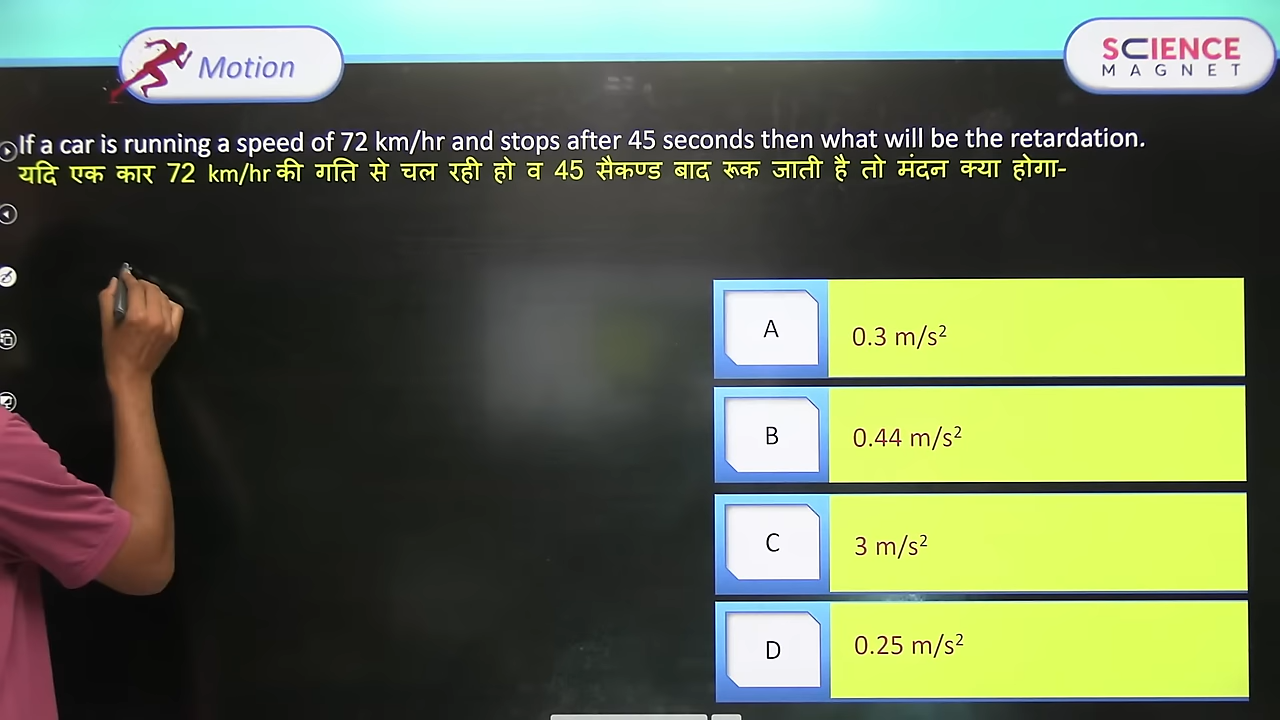 Motion
SCIENCE
MAGNET
If a car is running a speed of 72 km/hr and stops after 45 seconds then what will be the retardation.
यदि एक कार 72 km/hr की गति से चल रही हो व 45 सैकण्ड बाद रूक जाती है तो मंदन क्या होगा-
A
0.3 m/s²
B
0.44 m/s²
C
3 m/s²
D
0.25 m/s²